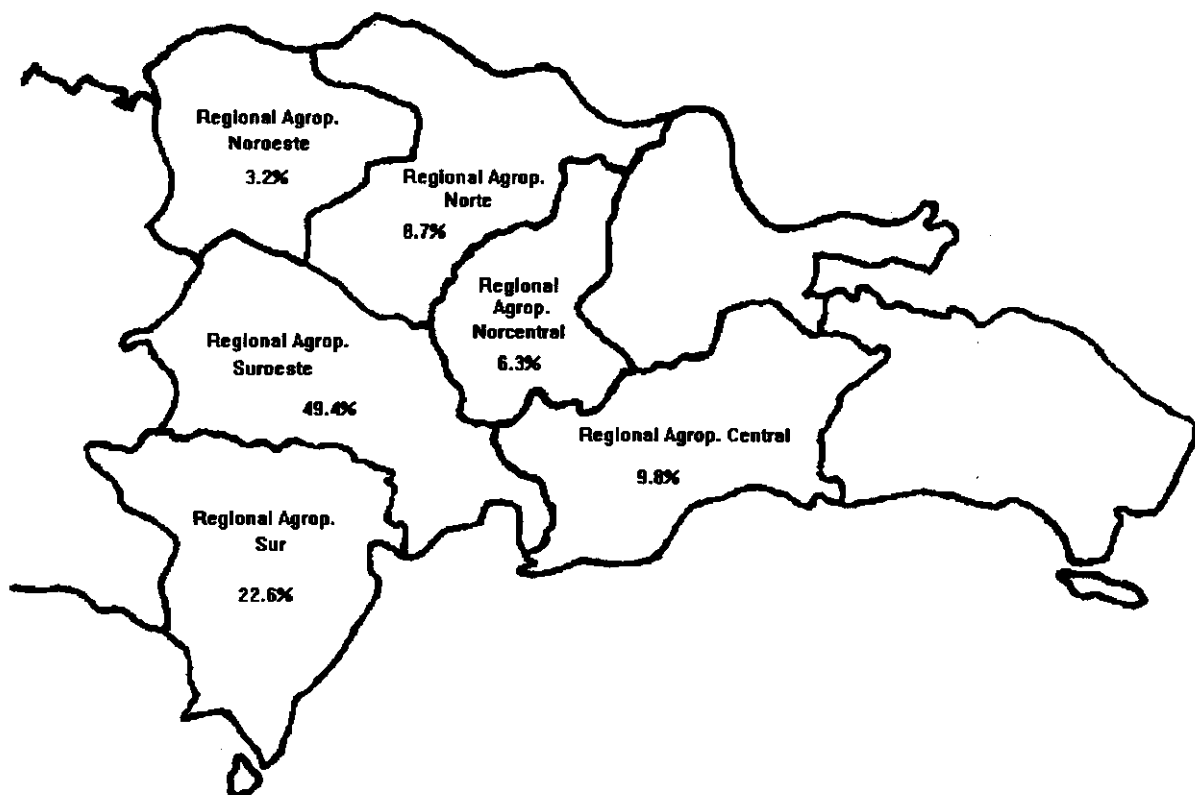 Regional Agrop.
Noroeste
3.2%
Regional Agrop.
Norte
8.7%
Regional
Agrop.
Norcentral
6.3%
Regional Agrop.
Suroeste
49.4%
Regional Agrop. Central
9.8%
Regional Agrop.
Sur
22.6%